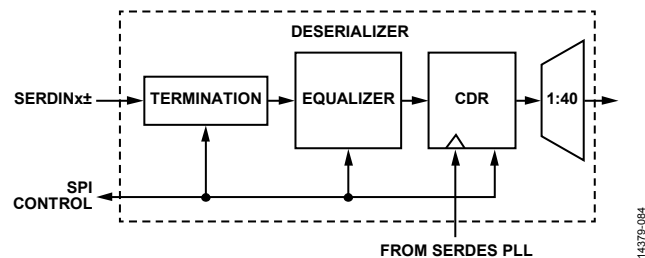 DESERIALIZER
SERDINx±
TERMINATION
EQUALIZER
CDR
1:40
SPI
CONTROL
FROM SERDES PLL
14379-084